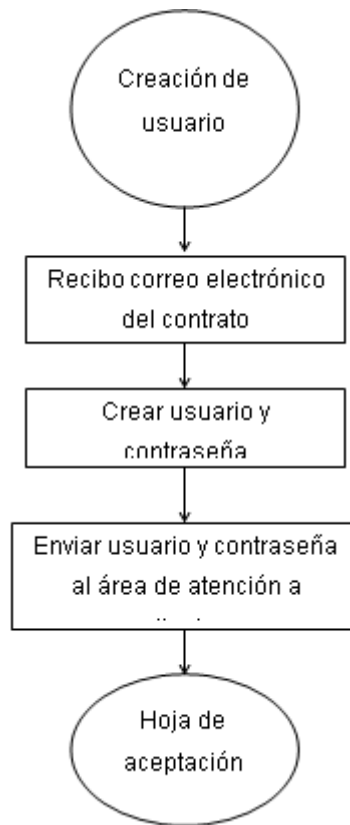 Creación de
usuario
Recibo correo electrónico
del contrato
Crear usuario y
contraseña
Enviar usuario y contraseña
al área de atención a
Hoja de
aceptación